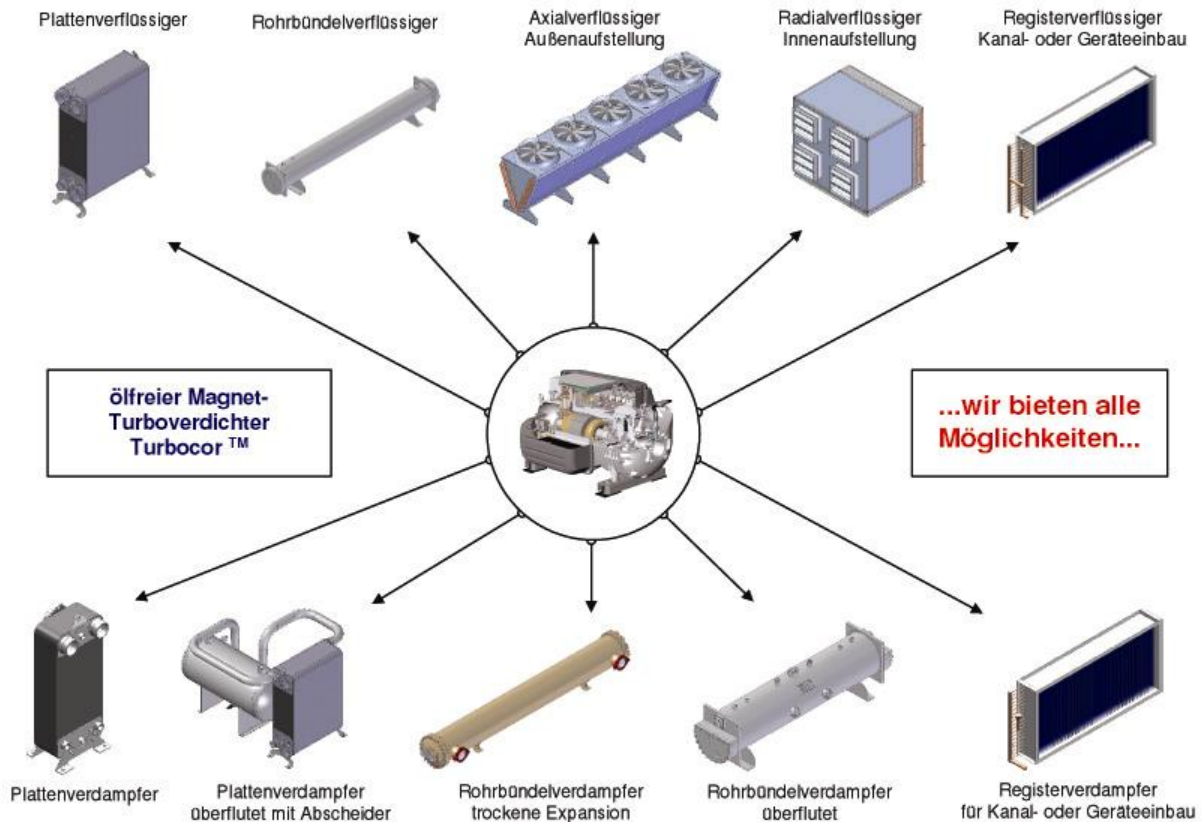 Plattenverflüssiger
Rohrbündelverflüssiger
Axialverflüssiger
Außenaufstellung
Radialverflüssiger
Innenaufstellung
Registerverflüssiger
Kanal- oder Geräteeinbau
ölfreier Magnet-
Turboverdichter
Turbocor ™
...wir bieten alle
Möglichkeiten...
Plattenverdampfer
Plattenverdampfer
überflutet mit Abscheider
Rohrbündelverdampfer
trockene Expansion
Rohrbündelverdampfer
überflutet
Registerverdampfer
für Kanal- oder Geräteeinbau